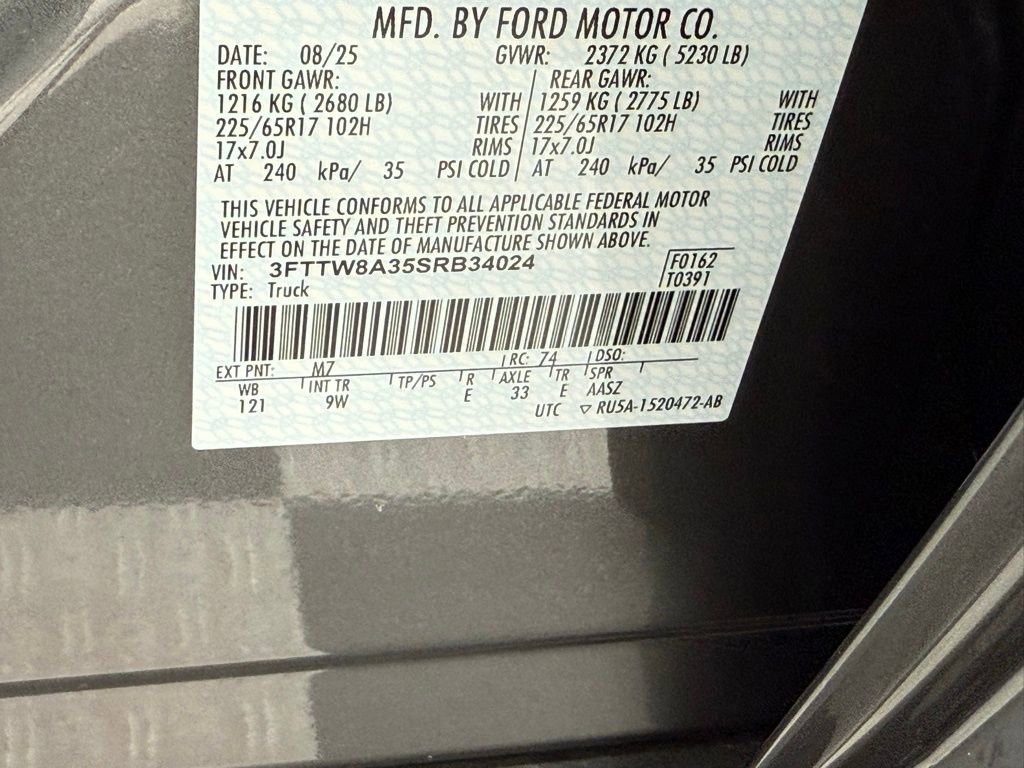 MFD. BY FORD MOTOR CO.
DATE: 08/25 GVWR: 2372 KG ( 5230 LB)
FRONT GAWR: REAR GAWR:
1216 KG ( 2680 LB) WITH 1259 KG ( 2775 LB) WITH
225/65R17 102H TIRES 225/65R17 102H TIRES
17x7.0J RIMS 17x7.0J RIMS
AT 240 kPa/ 35 PSI COLD AT 240 kPa/ 35 PSI COLD
THIS VEHICLE CONFORMS TO ALL APPLICABLE FEDERAL MOTOR
VEHICLE SAFETY AND THEFT PREVENTION STANDARDS IN
EFFECT ON THE DATE OF MANUFACTURE SHOWN ABOVE.
VIN: 3FTTW8A35SRB34024 F0162
TYPE: Truck T0391
EXT PNT: M7 RC: 74 DSO:
WB INT TR TP/PS R AXLE TR SPR
121 9W E 33 E AASZ
UTC ▽ RU5A-1520472-AB